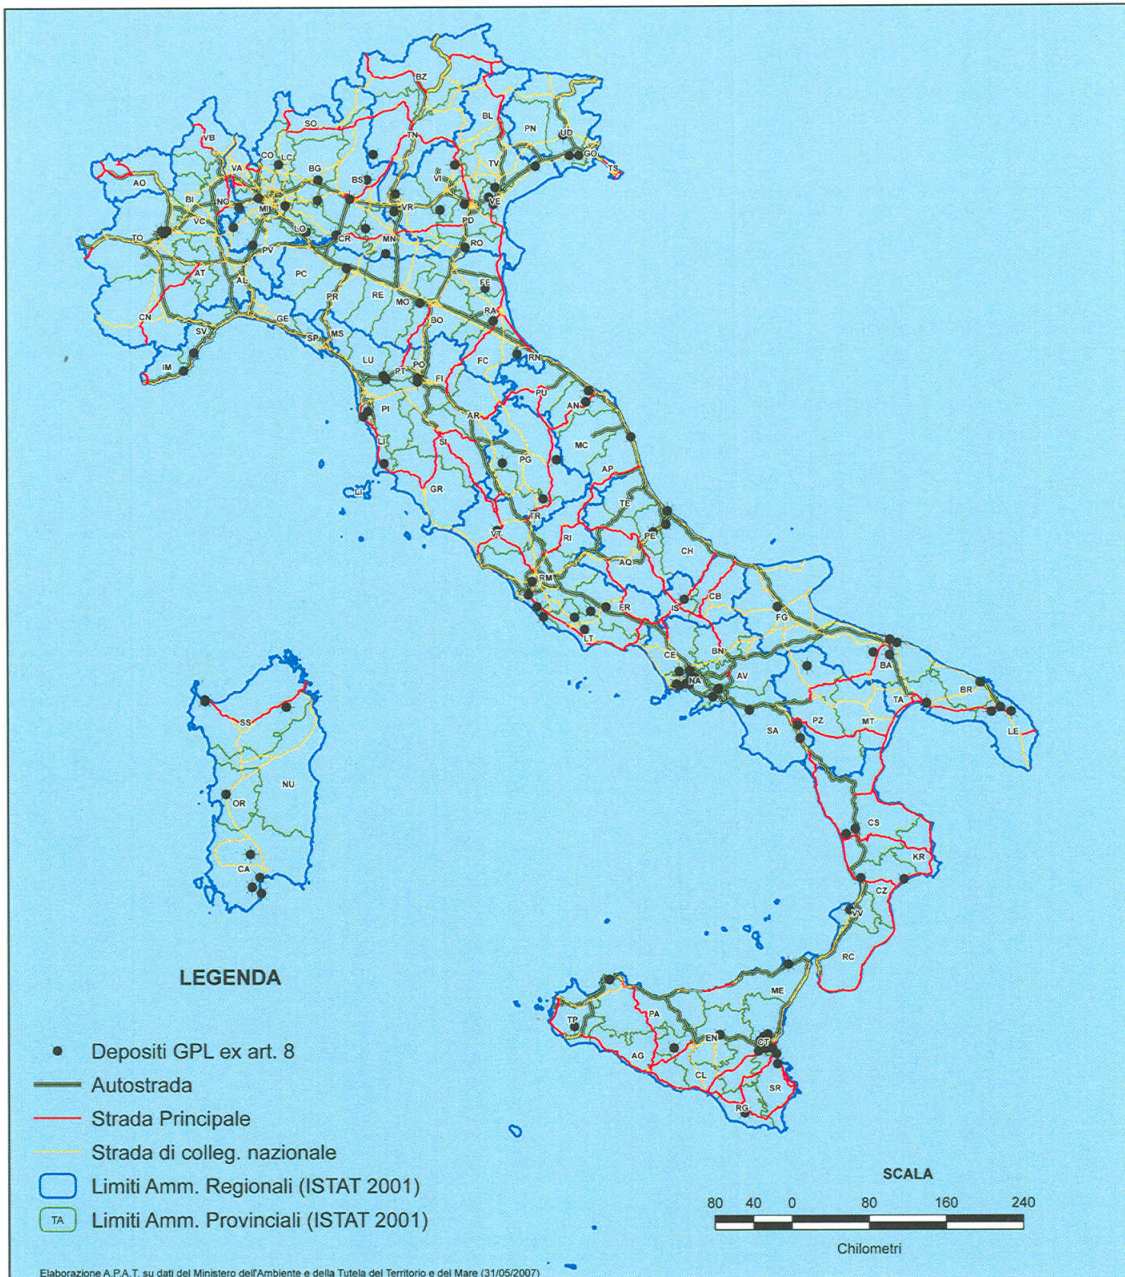 BZ
SO
BL
PN
UD
GO
TS
VB
TN
CO
LC
VA
BG
BS
TV
VI
AO
BI
NO
MI
VR
VE
VC
PD
TO
LO
CR
MN
RO
PV
AT
AL
PC
RE
FE
PR
MO
CN
GE
BO
RA
SV
SP
MS
LU
PT
PO
FI
FC
RN
IM
PU
PI
AR
AN
LI
SI
MC
PG
AP
GR
LI
TE
TR
VT
RI
PE
CH
RM
AQ
FR
IS
CB
FG
LT
CE
BN
BA
NA
AV
BR
TA
SS
SA
PZ
MT
LE
NU
OR
CS
KR
CA
CZ
VV
RC
ME
TP
PA
EN
CT
AG
CL
SR
RG
LEGENDA
Depositi GPL ex art. 8
Autostrada
Strada Principale
Strada di colleg. nazionale
Limiti Amm. Regionali (ISTAT 2001)
TA Limiti Amm. Provinciali (ISTAT 2001)
SCALA
80 40 0 80 160 240
Chilometri
Elaborazione A.P.A.T. su dati del Ministero dell'Ambiente e della Tutela del Territorio e del Mare (31/05/2007)